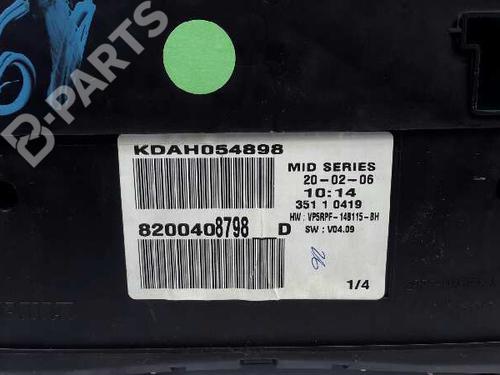 B-PARTS
KDAH054898
MID SERIES
20-02-06
10:14
351 1 0419
HW : VP5RPF-14B115-BH
SW : V04.09
8200408798__D
1/4